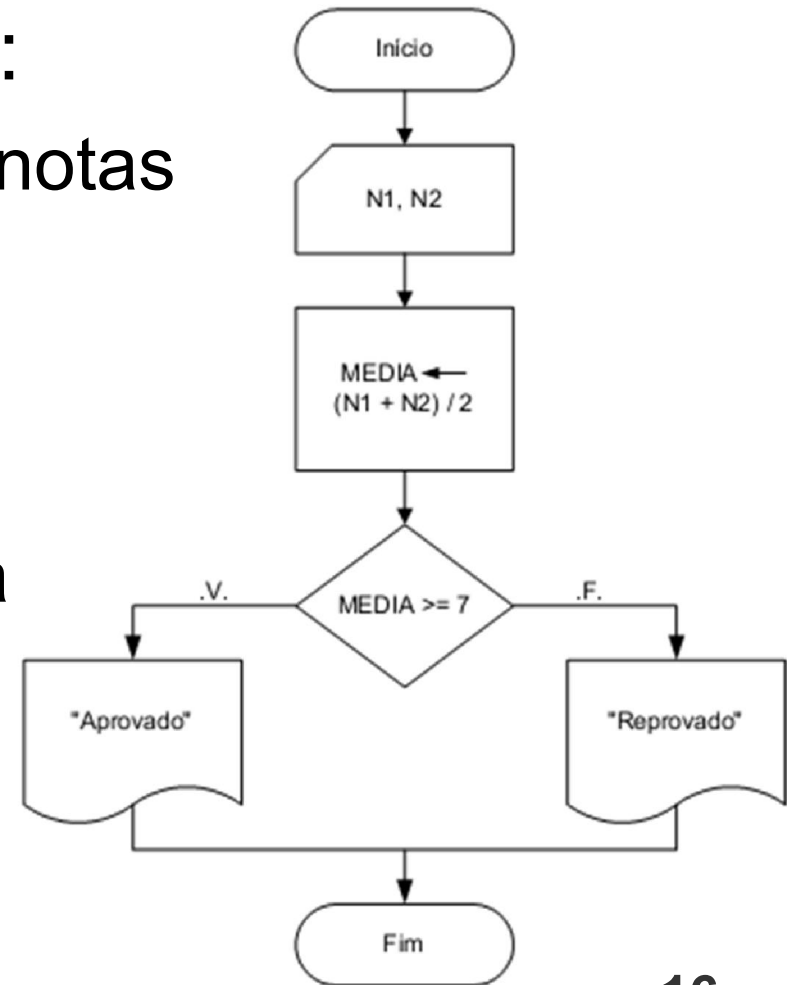 :
notas
a
Início
N1, N2
MEDIA ←
(N1 + N2) / 2
MEDIA >= 7
.V.
.F.
"Aprovado"
"Reprovado"
Fim